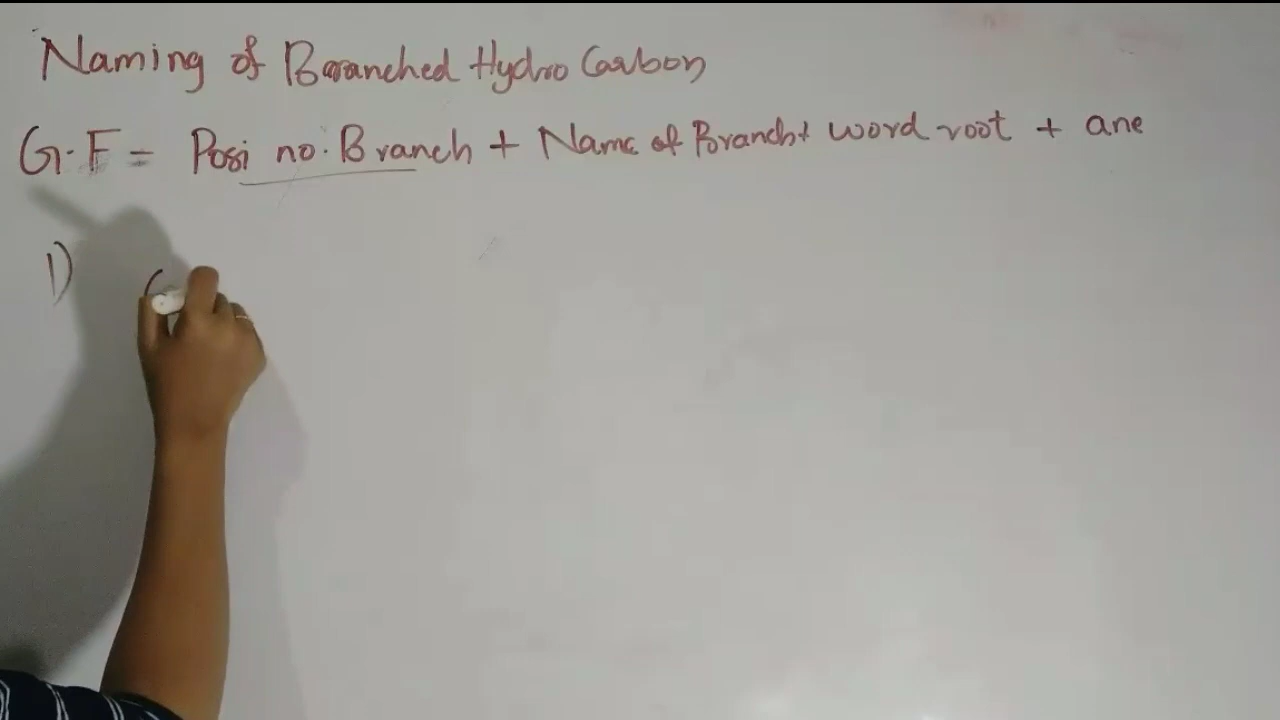 Naming of Branched Hydro Carbon
G.F = Posi no: Branch + Name of Branch + word root + ane
1)